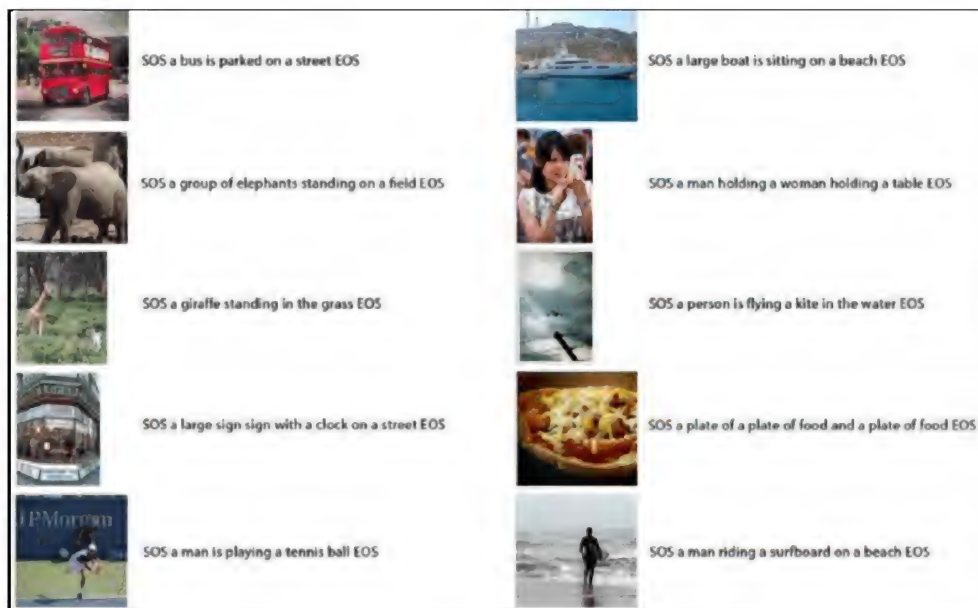 SOS a bus is parked on a street EOS
SOS a large boat is sitting on a beach EOS
SOS a group of elephants standing on a field EOS
SOS a man holding a woman holding a table EOS
SOS a giraffe standing in the grass EOS
SOS a person is flying a kite in the water EOS
SOS a large sign sign with a clock on a street EOS
SOS a plate of a plate of food and a plate of food EOS
J.P.Morgan
SOS a man is playing a tennis ball EOS
SOS a man riding a surfboard on a beach EOS